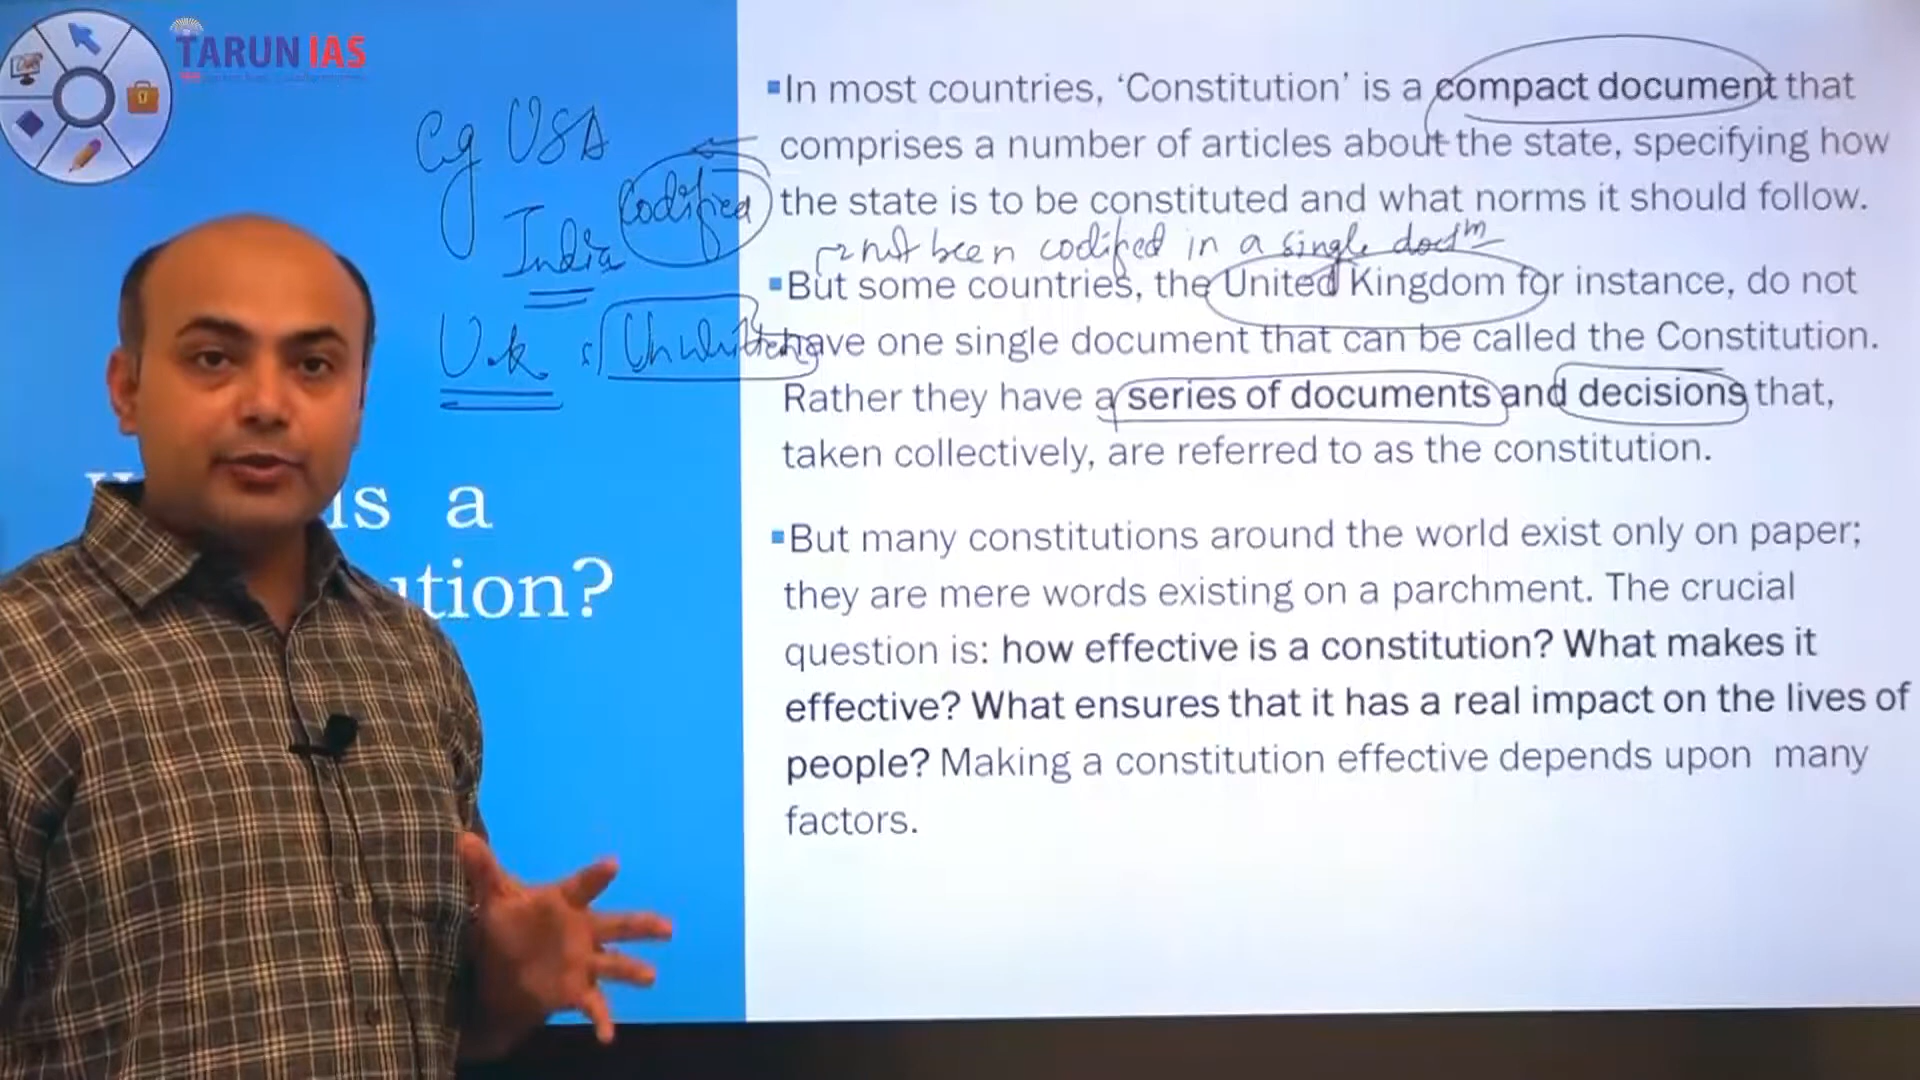 TARUN IAS
Eg USA
India
Codified
U.K
Unwritten
is a
ution?
▪In most countries, ‘Constitution’ is a compact document that
comprises a number of articles about the state, specifying how
the state is to be constituted and what norms it should follow.
not been codified in a single docm
▪But some countries, the United Kingdom for instance, do not
have one single document that can be called the Constitution.
Rather they have a series of documents and decisions that,
taken collectively, are referred to as the constitution.
▪But many constitutions around the world exist only on paper;
they are mere words existing on a parchment. The crucial
question is: how effective is a constitution? What makes it
effective? What ensures that it has a real impact on the lives of
people? Making a constitution effective depends upon many
factors.